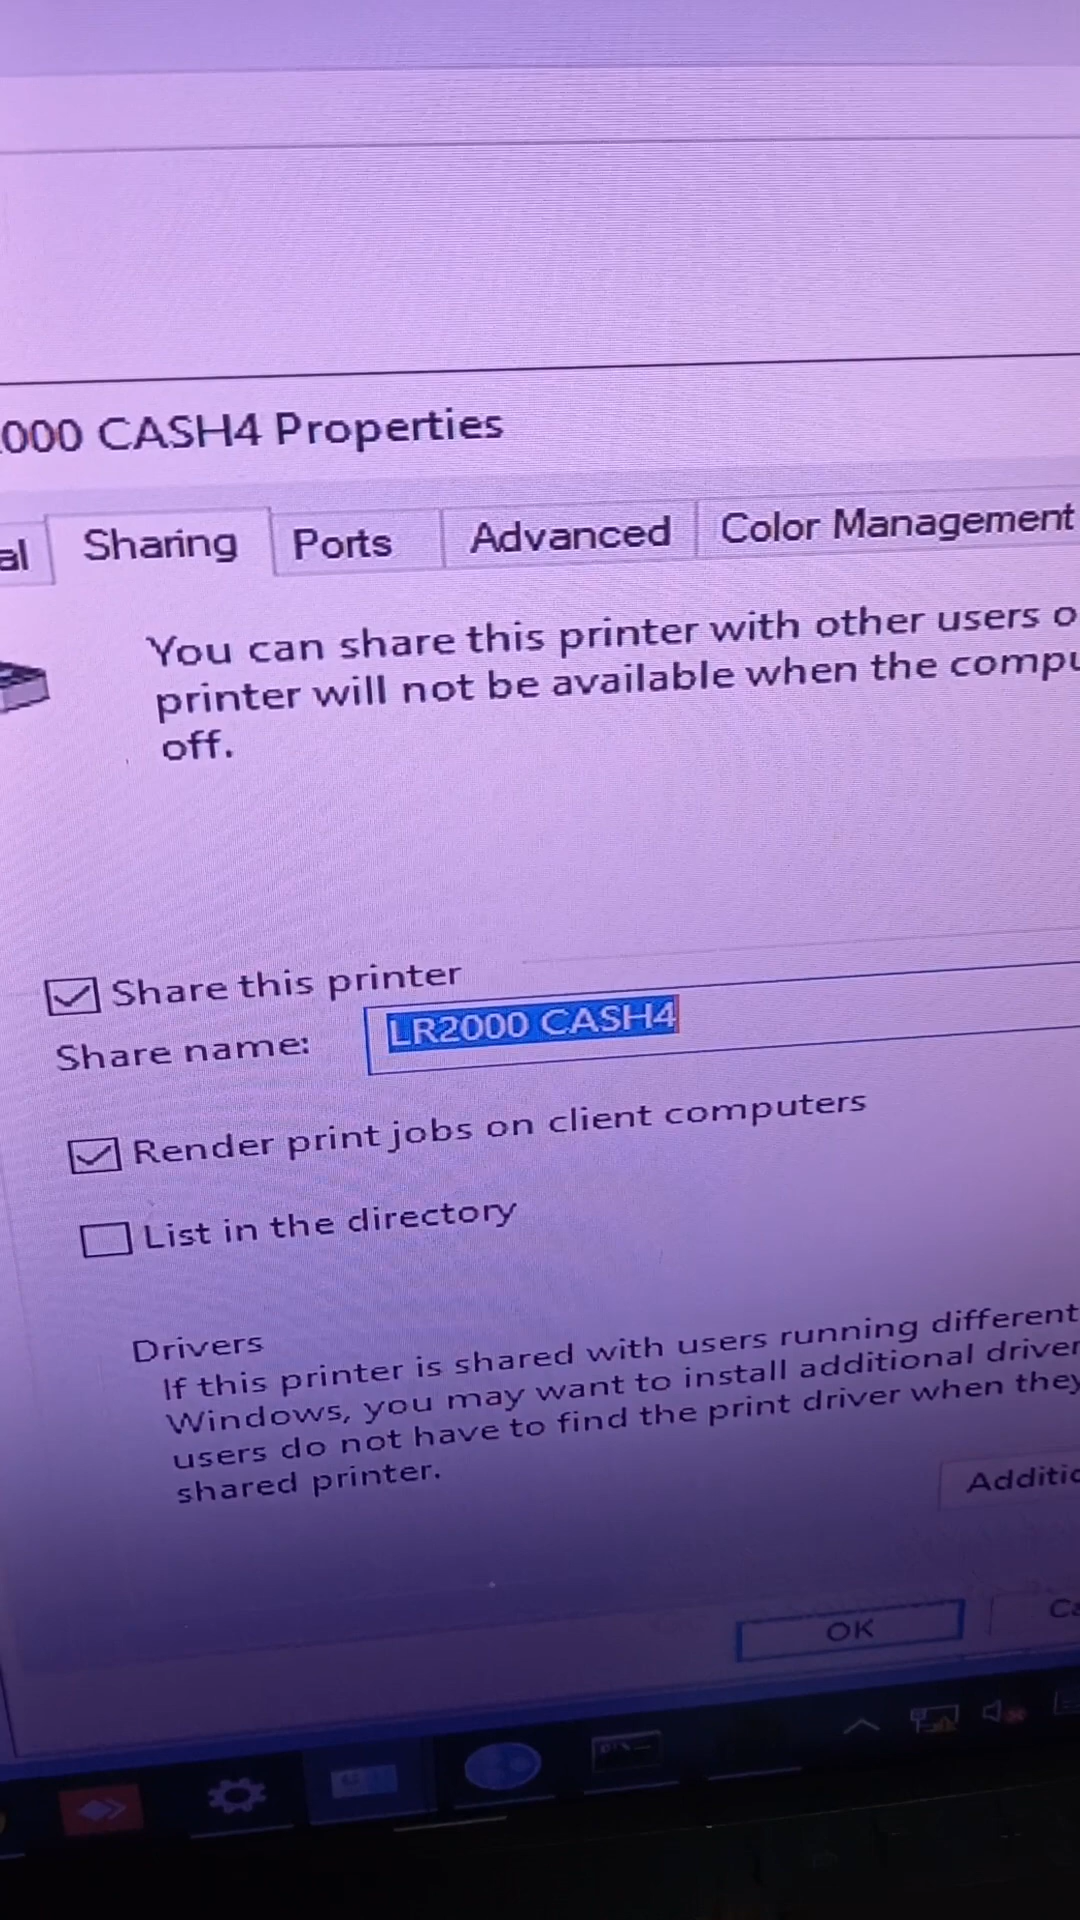 000 CASH4 Properties
al Sharing Ports Advanced Color Management
You can share this printer with other users o
printer will not be available when the compu
off.
Share this printer
Share name: LR2000 CASH4
Render print jobs on client computers
List in the directory
Drivers
If this printer is shared with users running different
Windows, you may want to install additional driver
users do not have to find the print driver when they
shared printer.
Additio
OK Ca